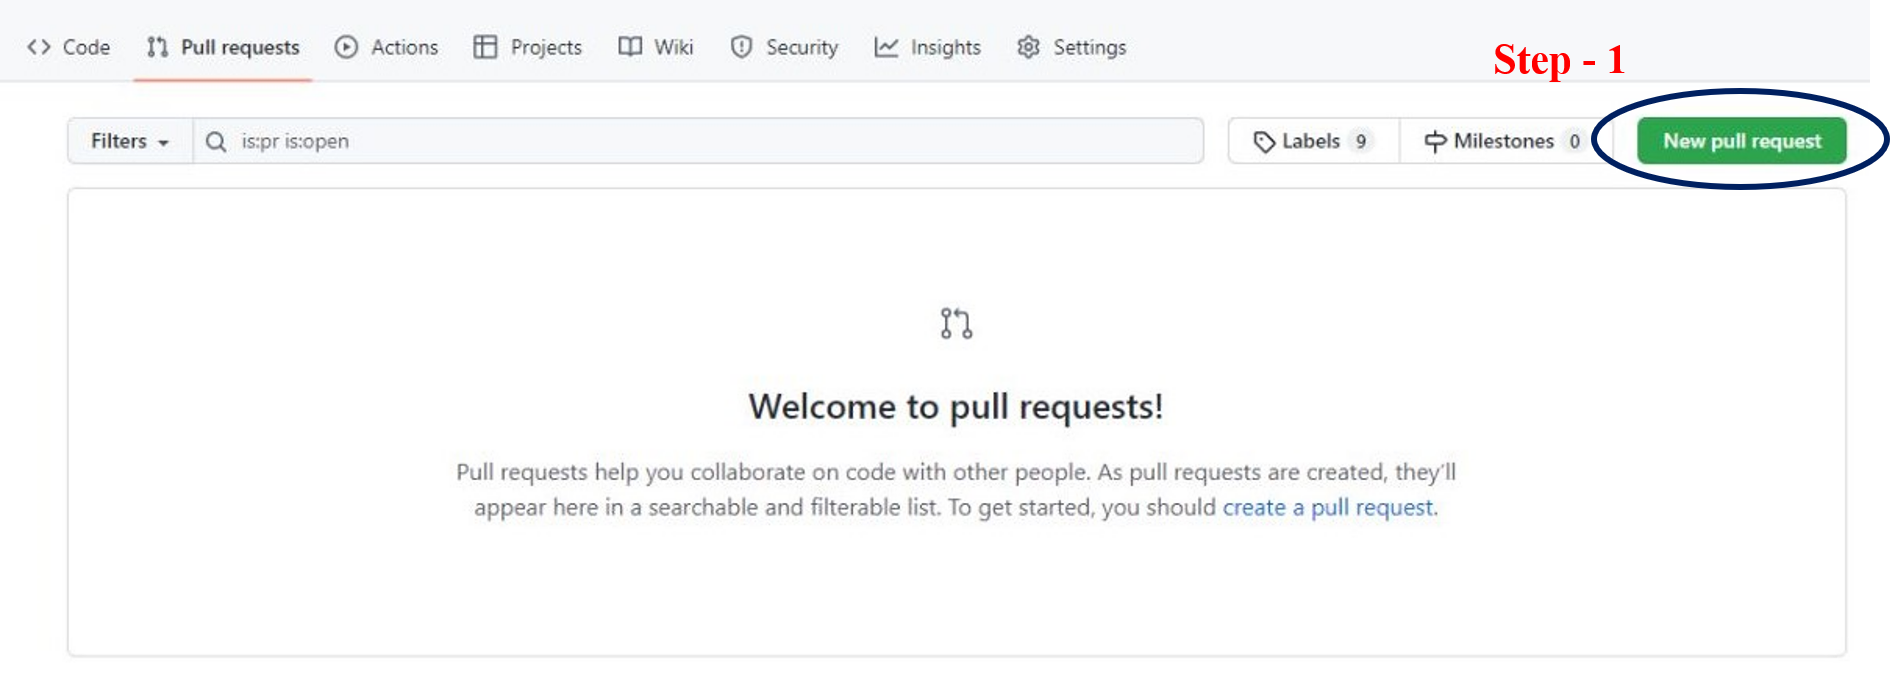 Code Pull requests Actions Projects Wiki Security Insights Settings
Step - 1
Filters is:pr is:open Labels 9 Milestones 0 New pull request
Welcome to pull requests!
Pull requests help you collaborate on code with other people. As pull requests are created, they'll
appear here in a searchable and filterable list. To get started, you should create a pull request.